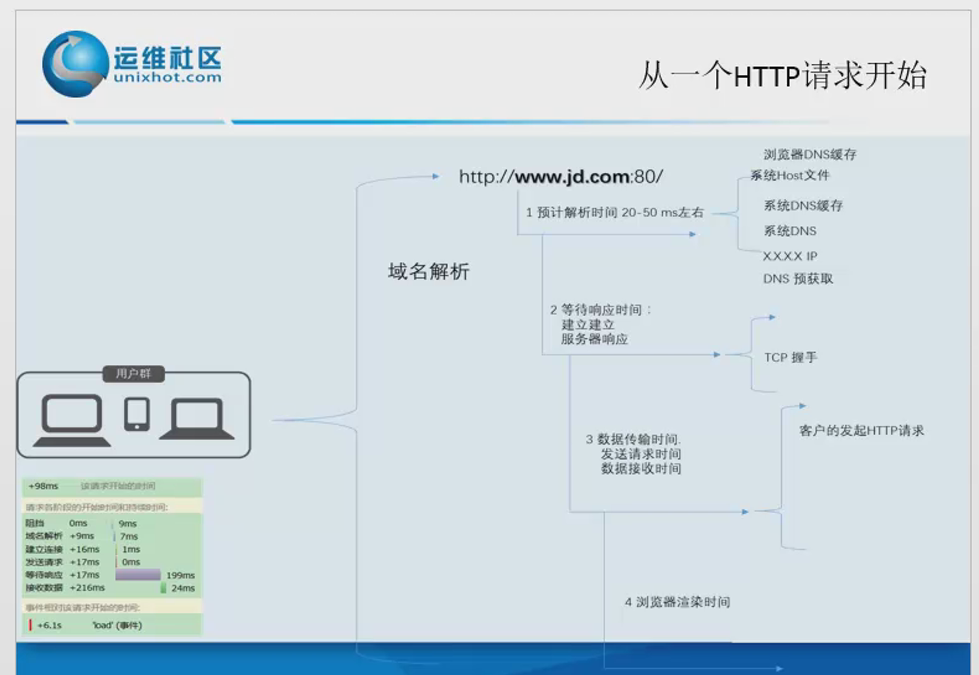 运维社区
unixhot.com
从一个HTTP请求开始
http://www.jd.com:80/
1 预计解析时间 20-50 ms左右
浏览器DNS缓存
系统Host文件
系统DNS缓存
系统DNS
X.X.X.X IP
DNS 预获取
域名解析
2 等待响应时间：
建立建立
服务器响应
TCP 握手
用户群
3 数据传输时间.
发送请求时间
数据接收时间
客户的发起HTTP请求
4 浏览器渲染时间
+98ms 该请求开始的时间
请求各阶段的开始时间和持续时间:
阻挡 0ms 9ms
域名解析 +9ms 7ms
建立连接 +16ms 1ms
发送请求 +17ms 0ms
等待响应 +17ms 199ms
接收数据 +216ms 24ms
事件相对该请求开始的时间:
+6.1s 'load' (事件)